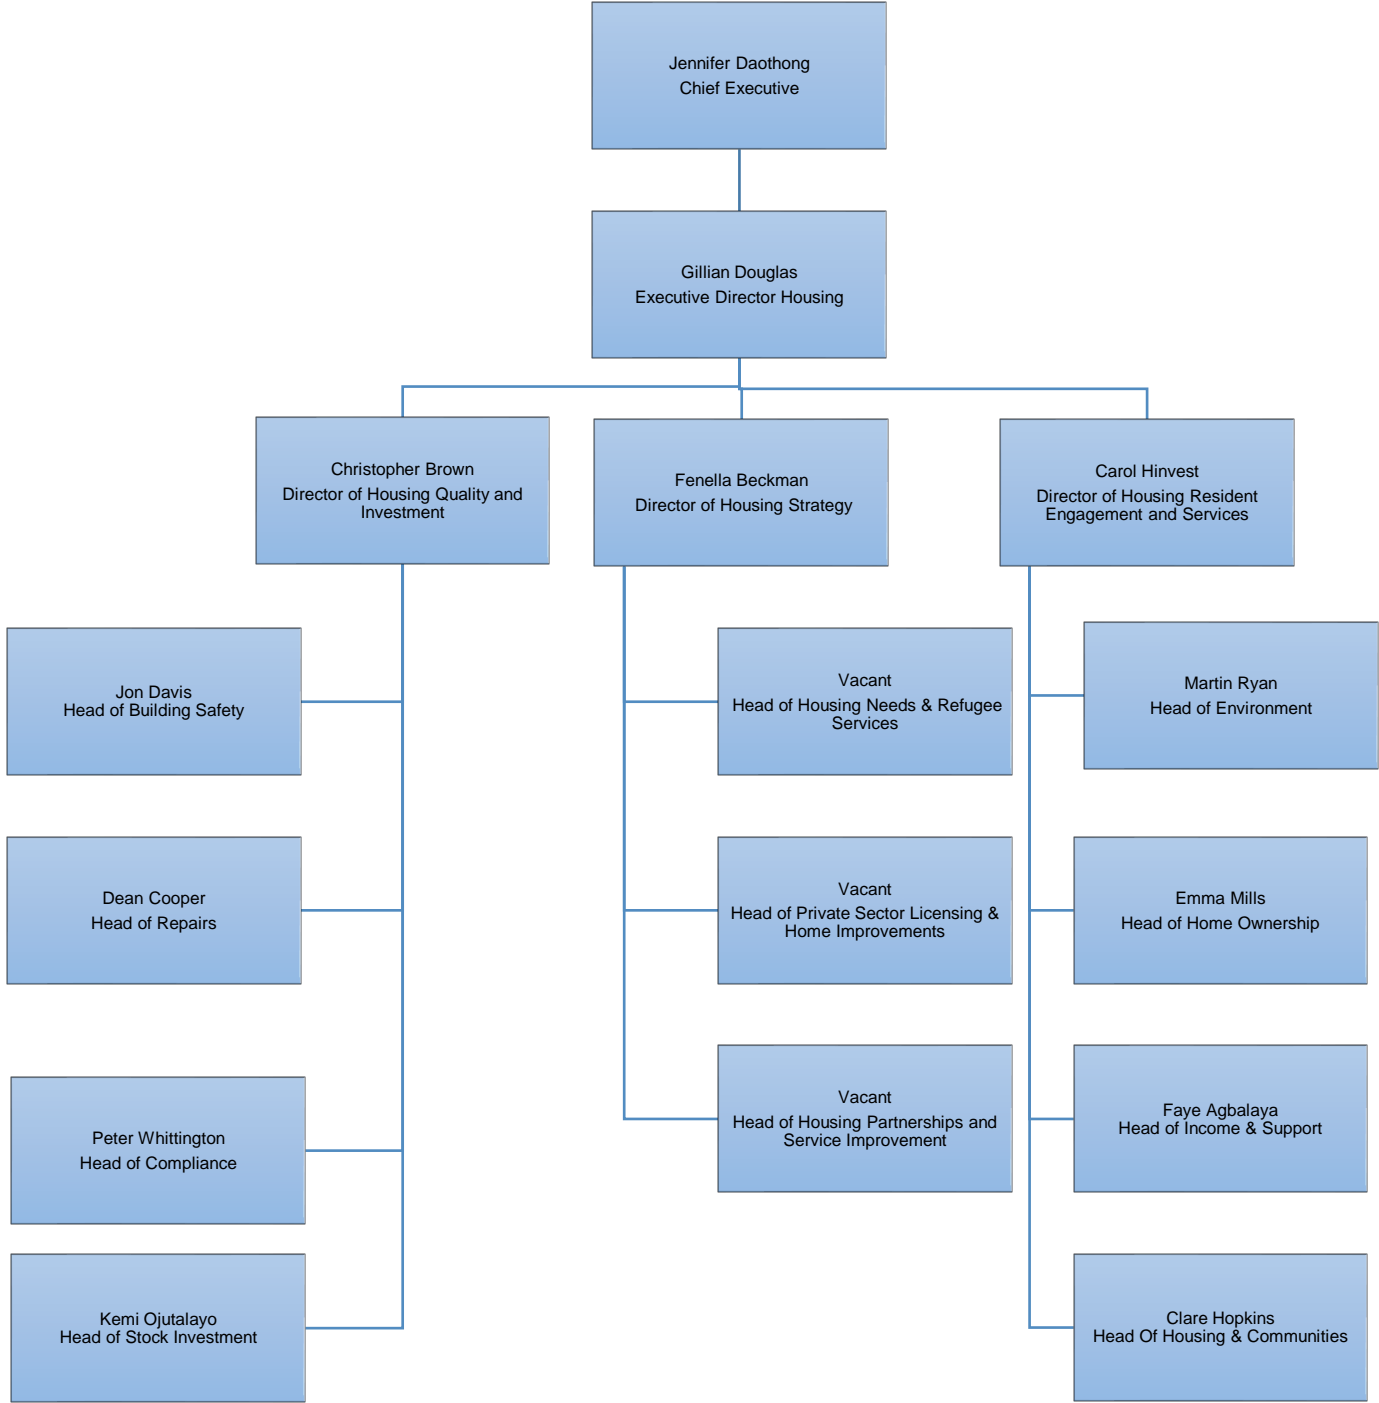 Jennifer Daothong
Chief Executive
Gillian Douglas
Executive Director Housing
Christopher Brown
Director of Housing Quality and
Investment
Fenella Beckman
Director of Housing Strategy
Carol Hinvest
Director of Housing Resident
Engagement and Services
Jon Davis
Head of Building Safety
Dean Cooper
Head of Repairs
Peter Whittington
Head of Compliance
Kemi Ojutalayo
Head of Stock Investment
Vacant
Head of Housing Needs & Refugee
Services
Vacant
Head of Private Sector Licensing &
Home Improvements
Vacant
Head of Housing Partnerships and
Service Improvement
Martin Ryan
Head of Environment
Emma Mills
Head of Home Ownership
Faye Agbalaya
Head of Income & Support
Clare Hopkins
Head Of Housing & Communities